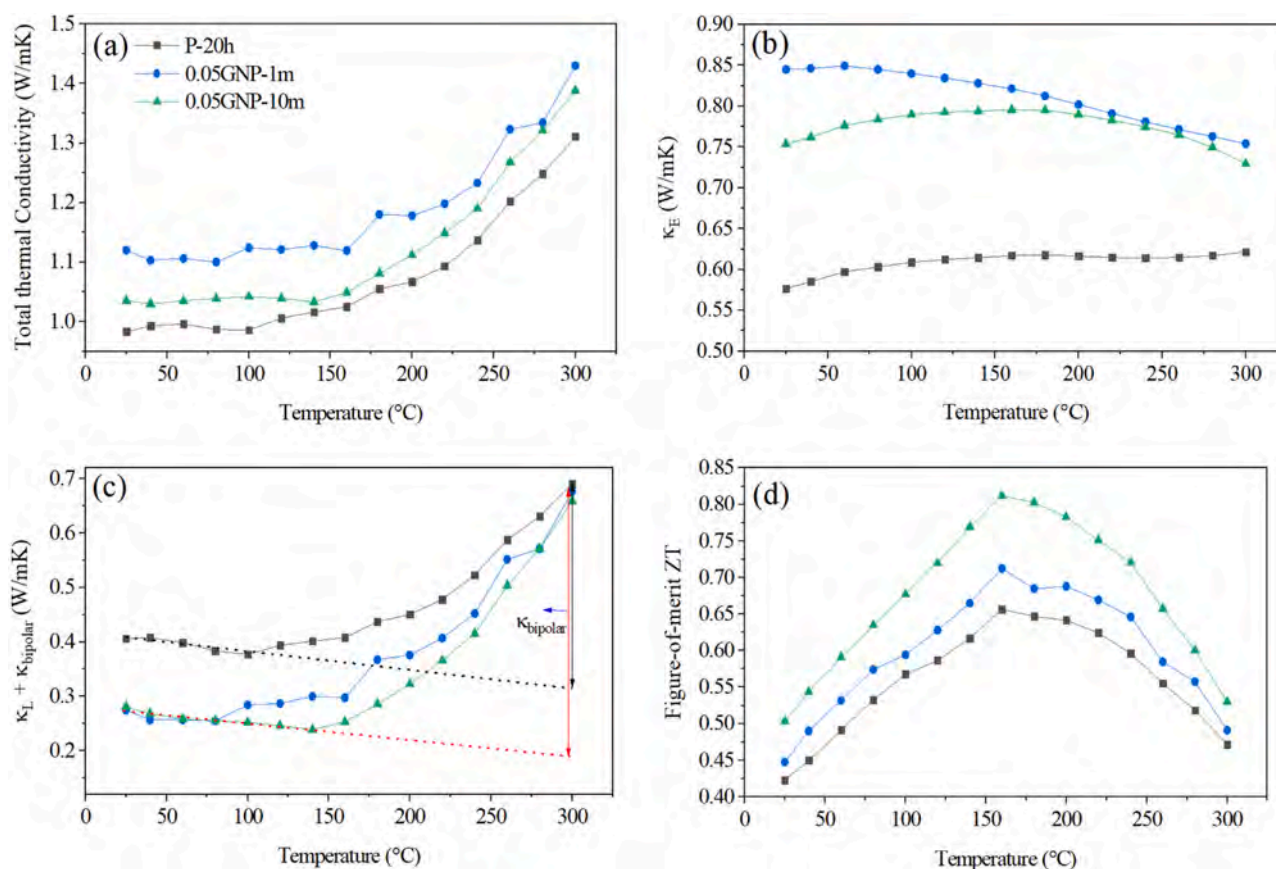 (a)
P-20h
0.05GNP-1m
0.05GNP-10m
Total thermal Conductivity (W/mK)
1.5
1.4
1.3
1.2
1.1
1.0
0 50 100 150 200 250 300
Temperature (°C)
(b)
κE (W/mK)
0.90
0.85
0.80
0.75
0.70
0.65
0.60
0.55
0.50
0 50 100 150 200 250 300
Temperature (°C)
(c)
κL + κbipolar (W/mK)
0.7
0.6
0.5
0.4
0.3
0.2
κbipolar
0 50 100 150 200 250 300
Temperature (°C)
(d)
Figure-of-merit ZT
0.85
0.80
0.75
0.70
0.65
0.60
0.55
0.50
0.45
0.40
0 50 100 150 200 250 300
Temperature (°C)